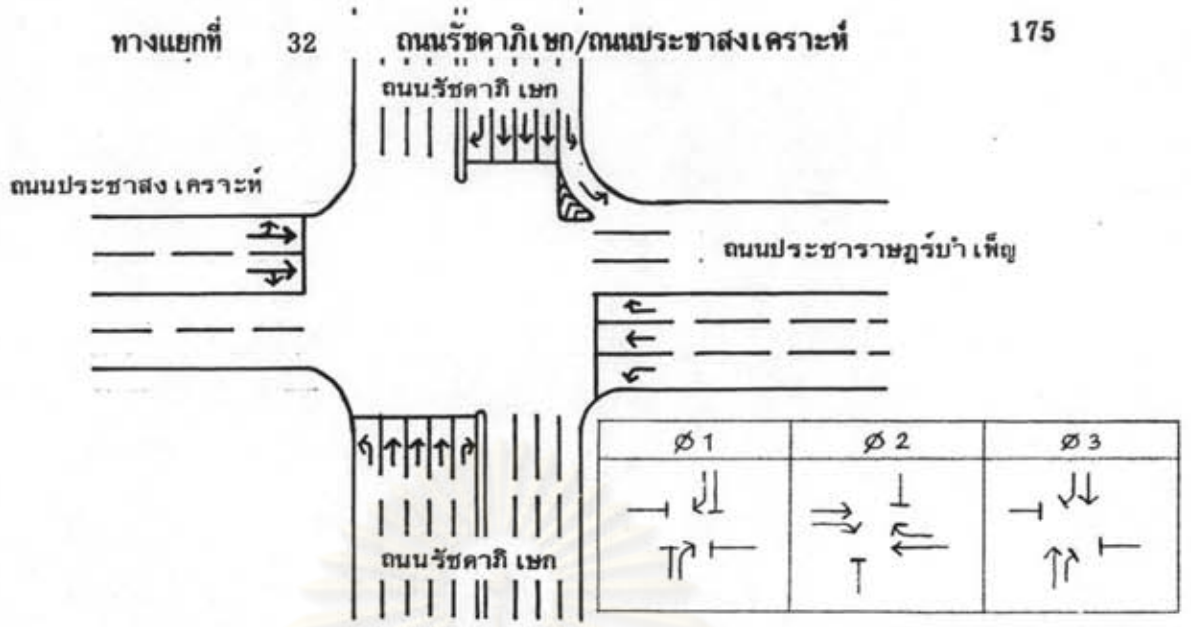 ทางแยกที่ 32 ถนนรัชดาภิเษก/ถนนประชาสงเคราะห์ 175
ถนนรัชดาภิเษก
ถนนประชาสงเคราะห์
ถนนประชาราษฎร์บำเพ็ญ
Ø1 Ø2 Ø3
ถนนรัชดาภิเษก